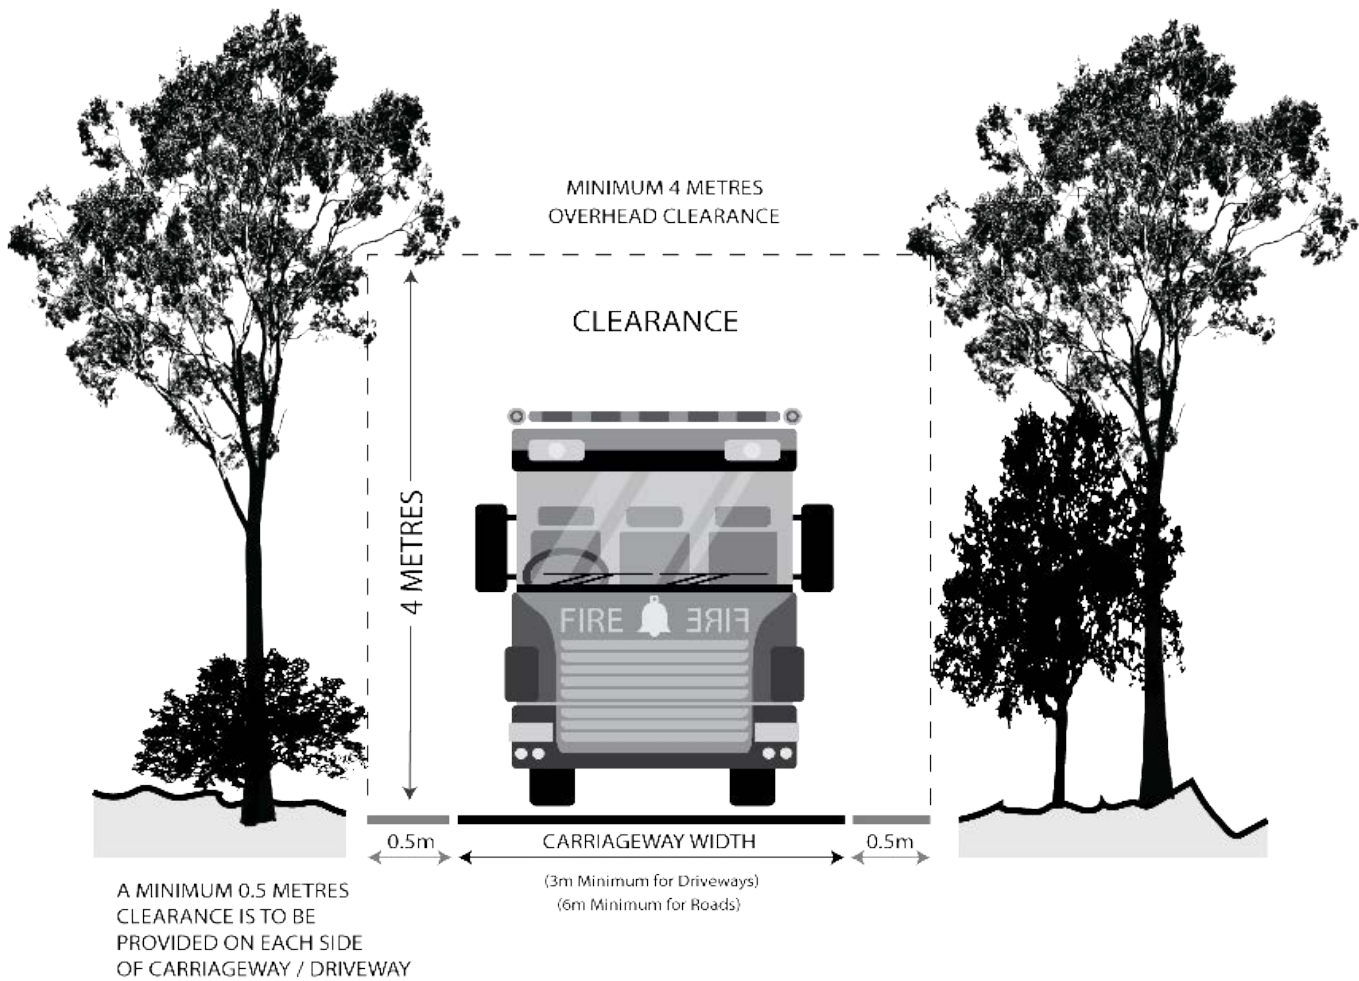 MINIMUM 4 METRES
OVERHEAD CLEARANCE
CLEARANCE
4 METRES
FIRE FIRE
0.5m
CARRIAGEWAY WIDTH
0.5m
(3m Minimum for Driveways)
(6m Minimum for Roads)
A MINIMUM 0.5 METRES
CLEARANCE IS TO BE
PROVIDED ON EACH SIDE
OF CARRIAGEWAY / DRIVEWAY